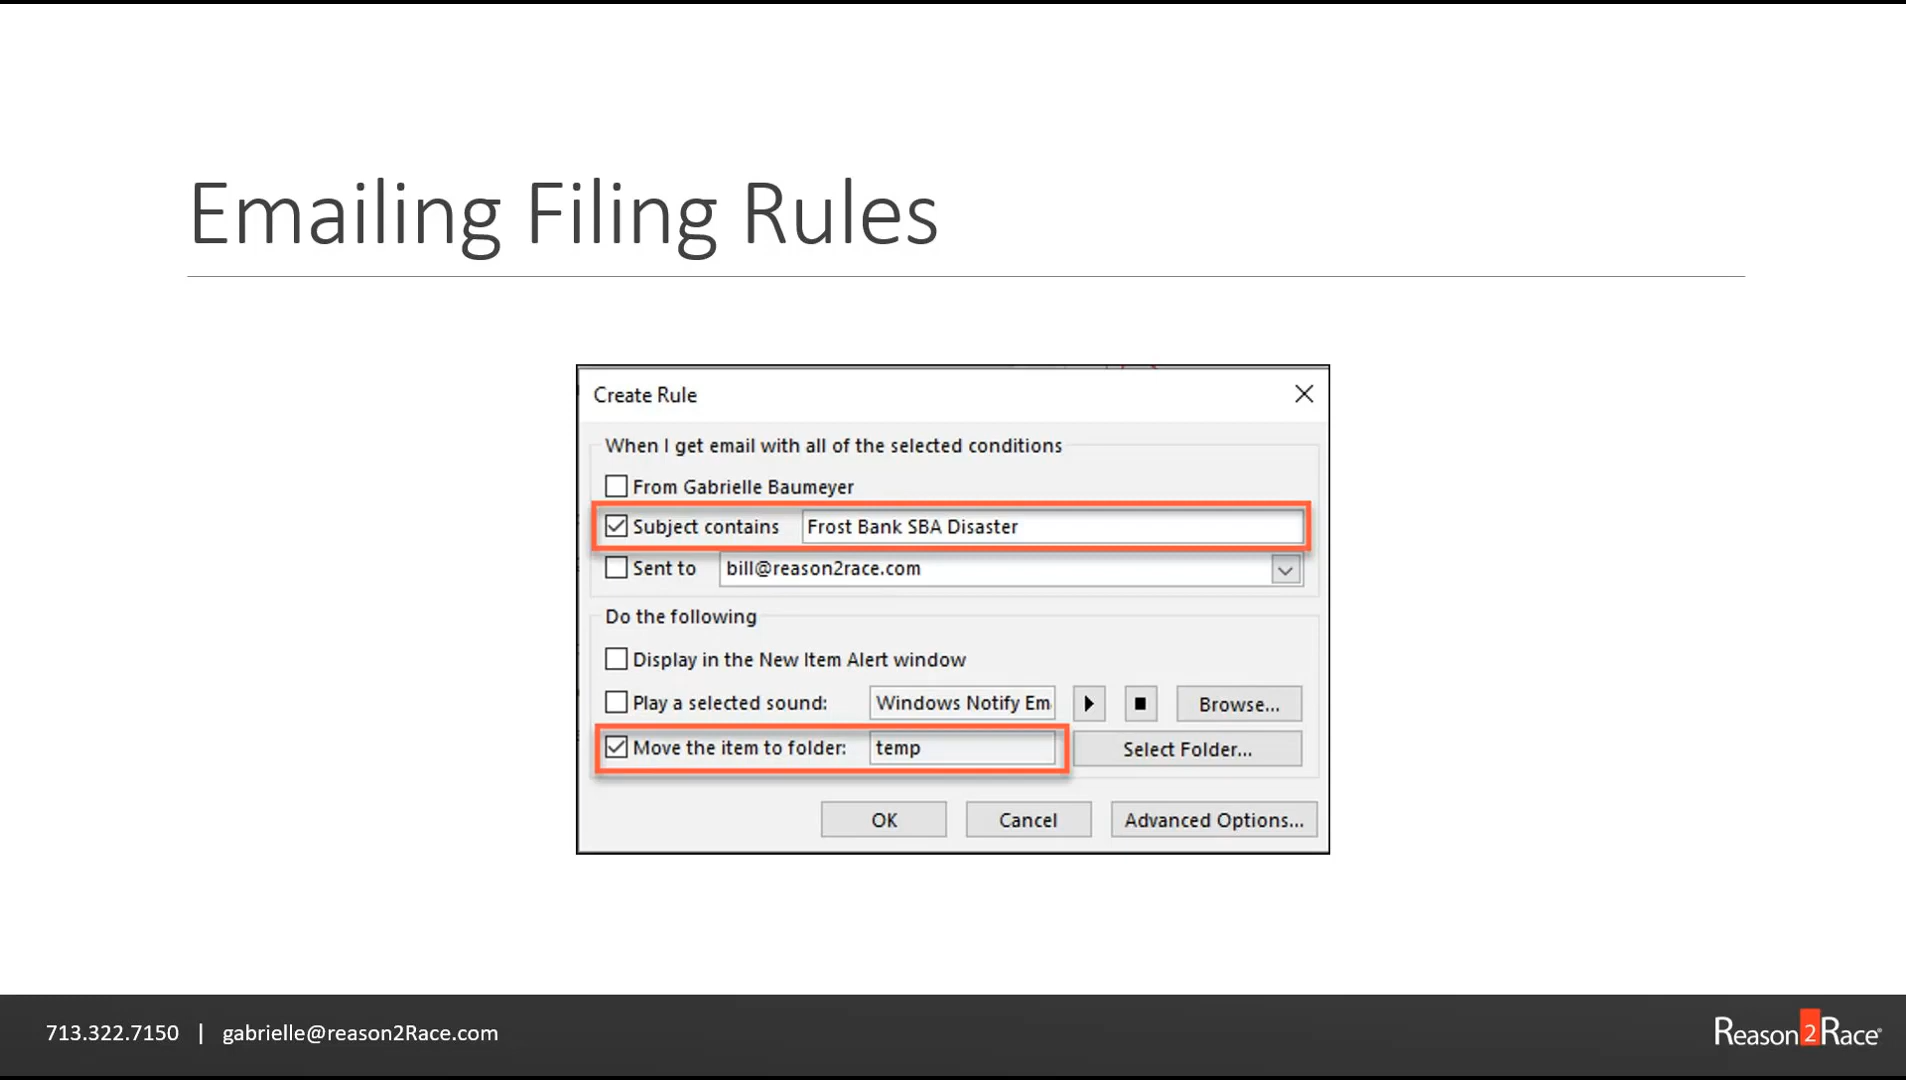 Emailing Filing Rules
Create Rule
When I get email with all of the selected conditions
From Gabrielle Baumeyer
Subject contains Frost Bank SBA Disaster
Sent to bill@reason2race.com
Do the following
Display in the New Item Alert window
Play a selected sound: Windows Notify Em Browse...
Move the item to folder: temp Select Folder...
OK Cancel Advanced Options...
713.322.7150 | gabrielle@reason2Race.com
Reason2Race®